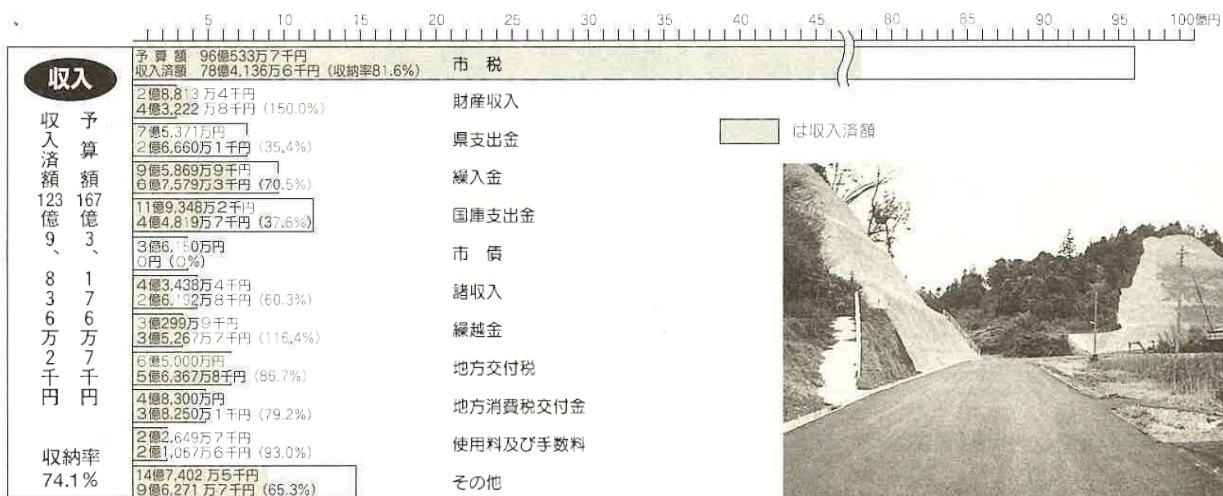 5 10 15 20 25 30 35 40 45 60 85 90 95 100億円
収入
予算額167億3、176万7千円
収入済額123億9、836万2千円
収納率
74.1%
予算額 96億533万7千円
収入済額 78億4,136万6千円(収納率81.6%)
市税
2億8,813万4千円
4億3,222万8千円(150.0%)
財産収入
7億5,371万円
2億6,660万1千円(35.4%)
県支出金
9億5,869万9千円
6億7,579万3千円(70.5%)
繰入金
11億9,348万2千円
4億4,819万7千円(37.6%)
国庫支出金
3億6,150万円
0円(0%)
市債
4億3,438万4千円
2億6,192万8千円(60.3%)
諸収入
3億299万9千円
3億5,267万7千円(116.4%)
繰越金
6億5,000万円
5億6,367万8千円(86.7%)
地方交付税
4億8,300万円
3億8,250万1千円(79.2%)
地方消費税交付金
2億2,649万7千円
2億1,067万6千円(93.0%)
使用料及び手数料
14億7,402万5千円
9億6,271万7千円(65.3%)
その他
は収入済額